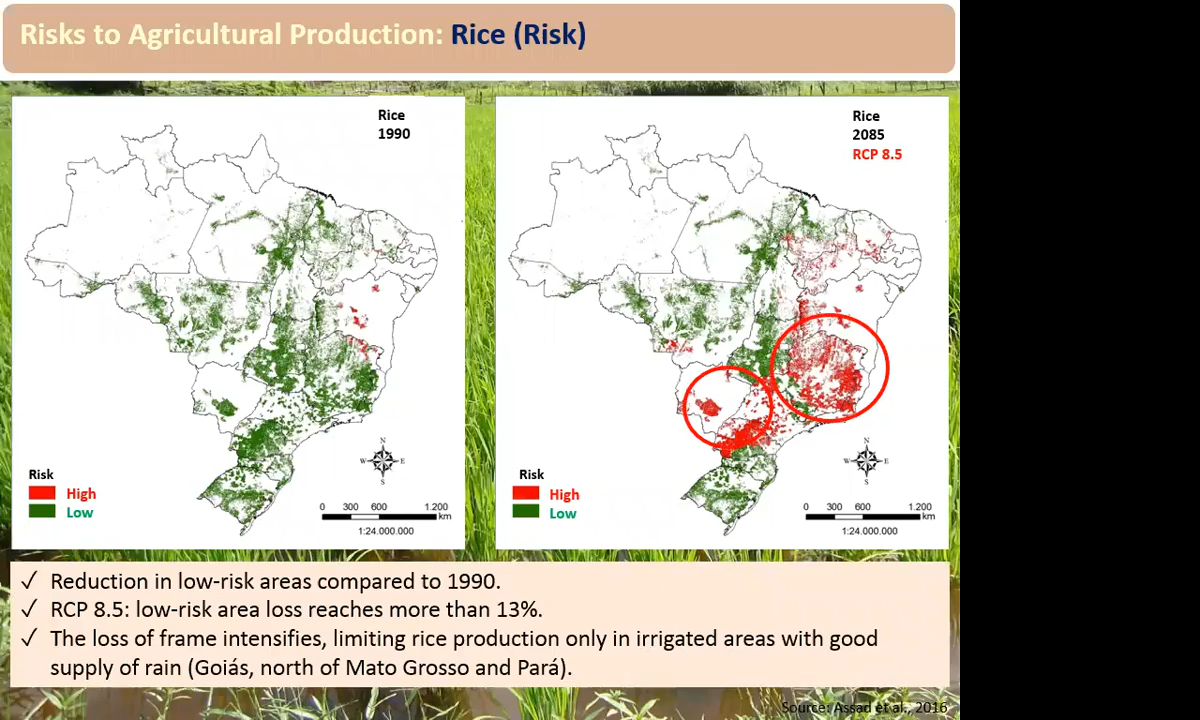 Risks to Agricultural Production: Rice (Risk)
Rice
1990
N
W E
S
Risk
High
Low
0 300 600 1.200
km
1:24.000.000
Rice
2085
RCP 8.5
N
W E
S
Risk
High
Low
0 300 600 1.200
km
1:24.000.000
✓ Reduction in low-risk areas compared to 1990.
✓ RCP 8.5: low-risk area loss reaches more than 13%.
✓ The loss of frame intensifies, limiting rice production only in irrigated areas with good
supply of rain (Goiás, north of Mato Grosso and Pará).
Source: Assad et al., 2016